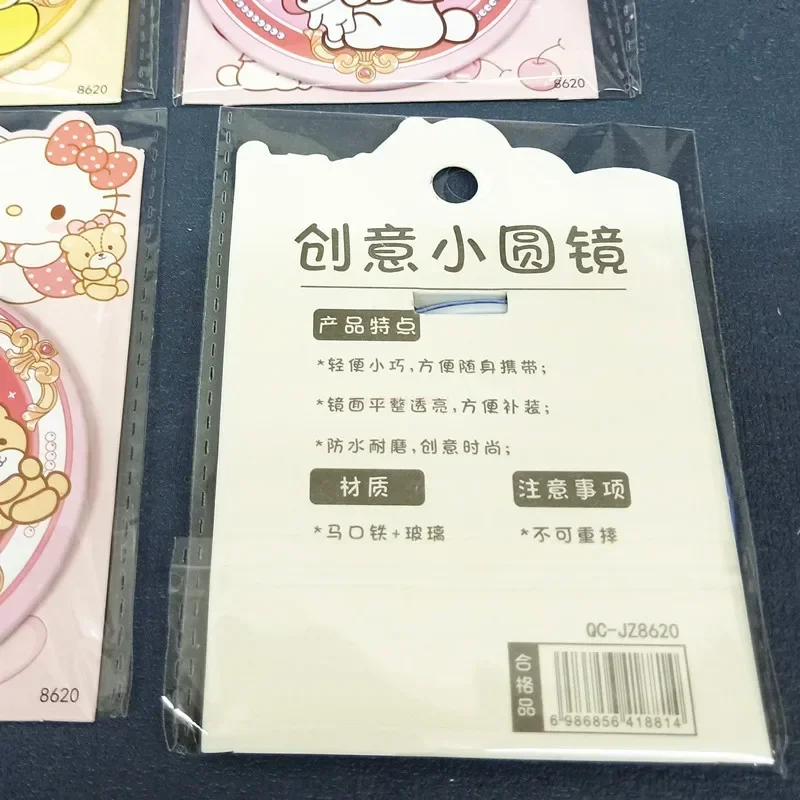 8620
8620
8620
创意小圆镜
产品特点
*轻便小巧,方便随身携带;
*镜面平整透亮,方便补装;
*防水耐磨,创意时尚;
材质
注意事项
*马口铁+玻璃
*不可重摔
QC-JZ8620
合格品
6 986856 418814